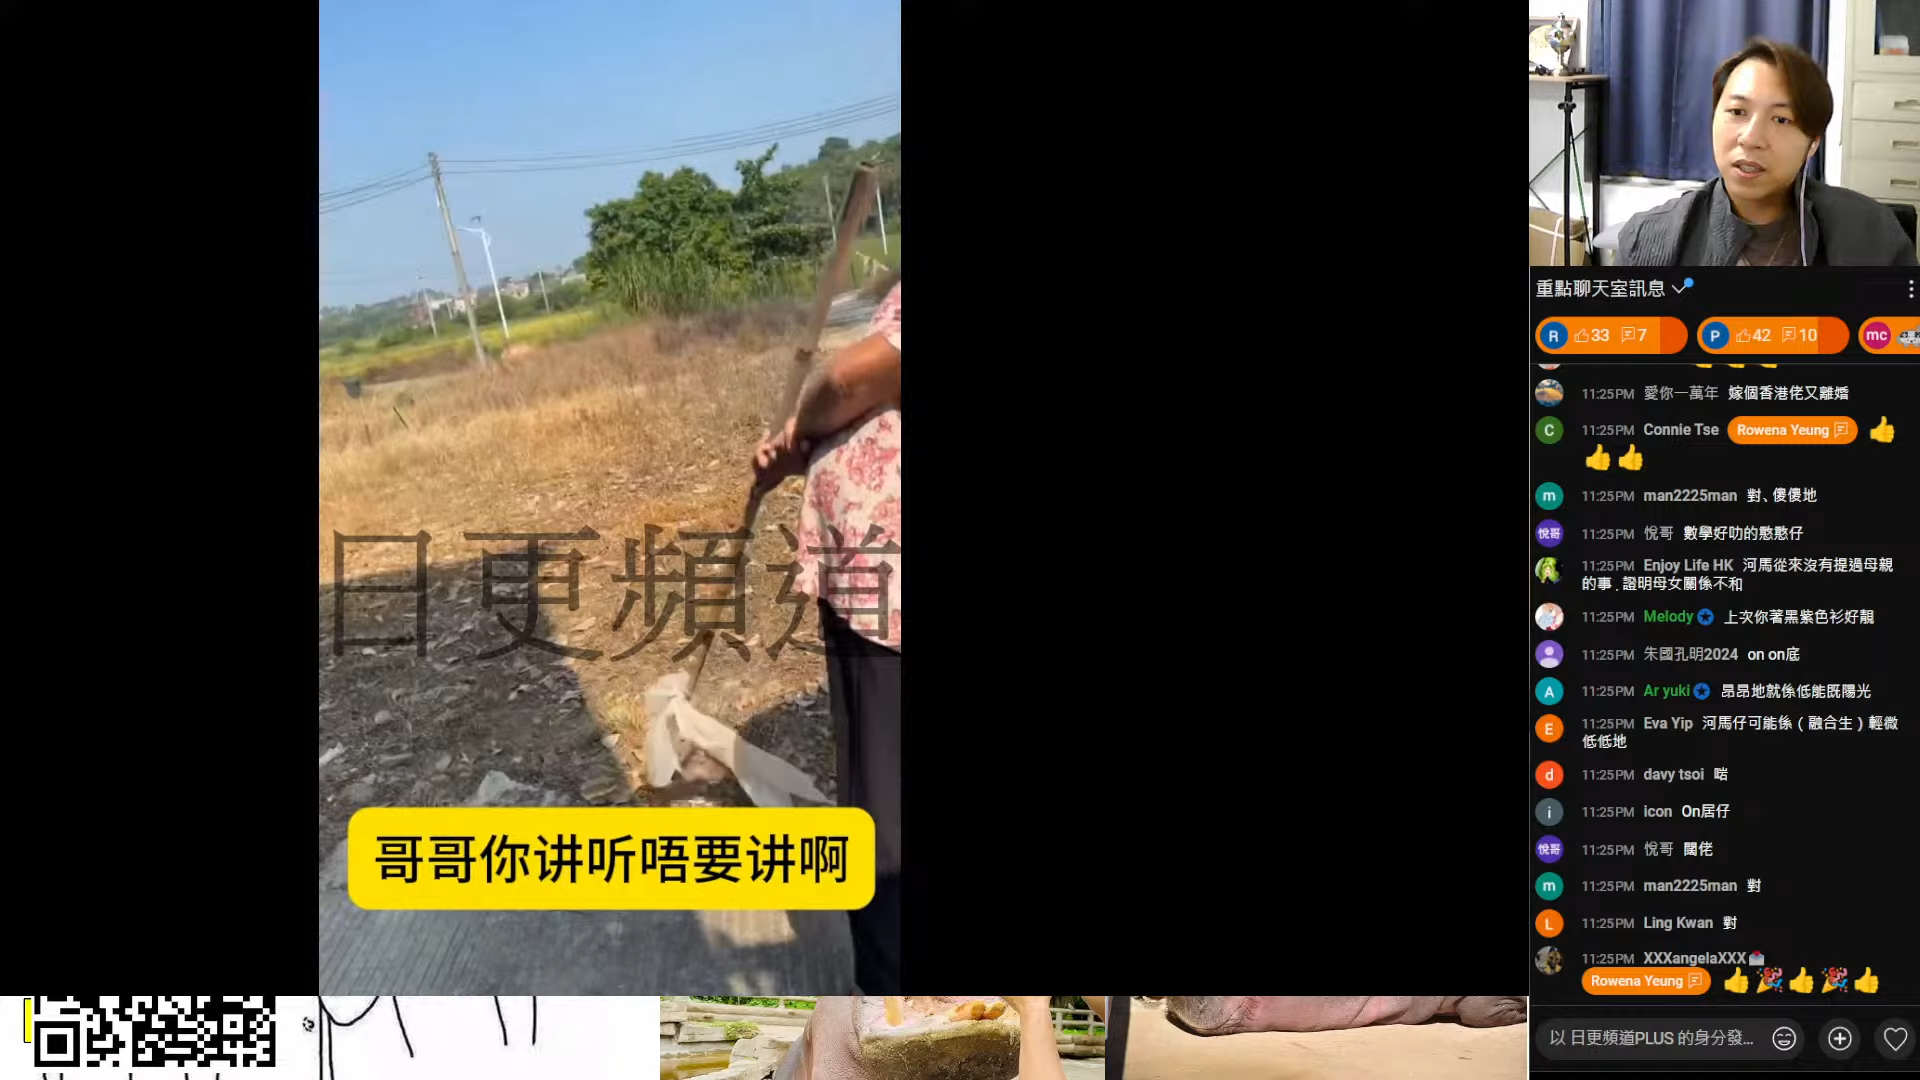 日更頻道
哥哥你讲听唔要讲啊
重點聊天室訊息
R 33 7
P 42 10
mc
11:25PM 愛你一萬年 嫁個香港佬又離婚
C 11:25PM Connie Tse Rowena Yeung 👍
👍👍
m 11:25PM man2225man 對、傻傻地
悅哥 11:25PM 悅哥 數學好叻的憨憨仔
11:25PM Enjoy Life HK 河馬從來沒有提過母親
的事 . 證明母女關係不和
11:25PM Melody 上次你著黑紫色衫好靚
11:25PM 朱國孔明2024 on on底
A 11:25PM Ar yuki 昂昂地就係低能既陽光
E 11:25PM Eva Yip 河馬仔可能係 ( 融合生 ) 輕微
低低地
d 11:25PM davy tsoi 啱
i 11:25PM icon On居仔
悅哥 11:25PM 悅哥 闊佬
m 11:25PM man2225man 對
L 11:25PM Ling Kwan 對
11:25PM XXXangelaXXX
Rowena Yeung 👍🎉👍🎉👍
以 日更頻道PLUS 的身分發...